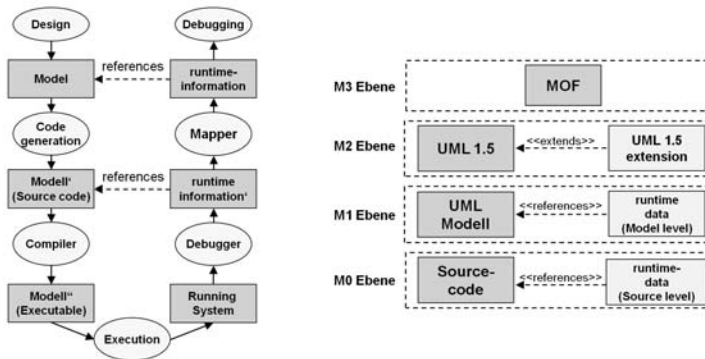 Design
Debugging
Model
references
runtime-
information
Code
generation
Mapper
Modell'
(Source code)
references
runtime
information'
Compiler
Debugger
Modell''
(Executable)
Running
System
Execution
M3 Ebene
MOF
M2 Ebene
UML 1.5
<<extends>>
UML 1.5
extension
M1 Ebene
UML
Modell
<<references>>
runtime
data
(Model level)
M0 Ebene
Source-
code
<<references>>
runtime-
data
(Source level)